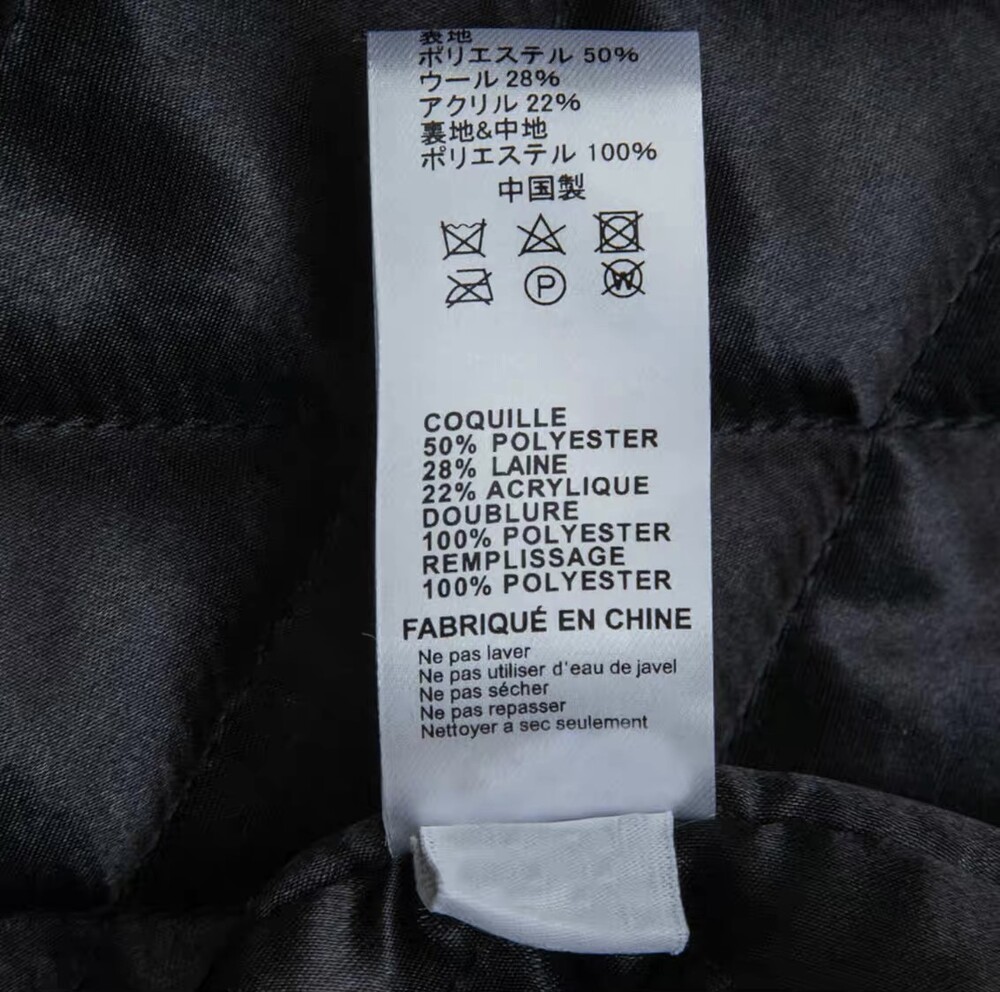 表地
ポリエステル 50%
ウール 28%
アクリル 22%
裏地&中地
ポリエステル 100%
中国製
P W
COQUILLE
50% POLYESTER
28% LAINE
22% ACRYLIQUE
DOUBLURE
100% POLYESTER
REMPLISSAGE
100% POLYESTER
FABRIQUÉ EN CHINE
Ne pas laver
Ne pas utiliser d'eau de javel
Ne pas sécher
Ne pas repasser
Nettoyer a sec seulement